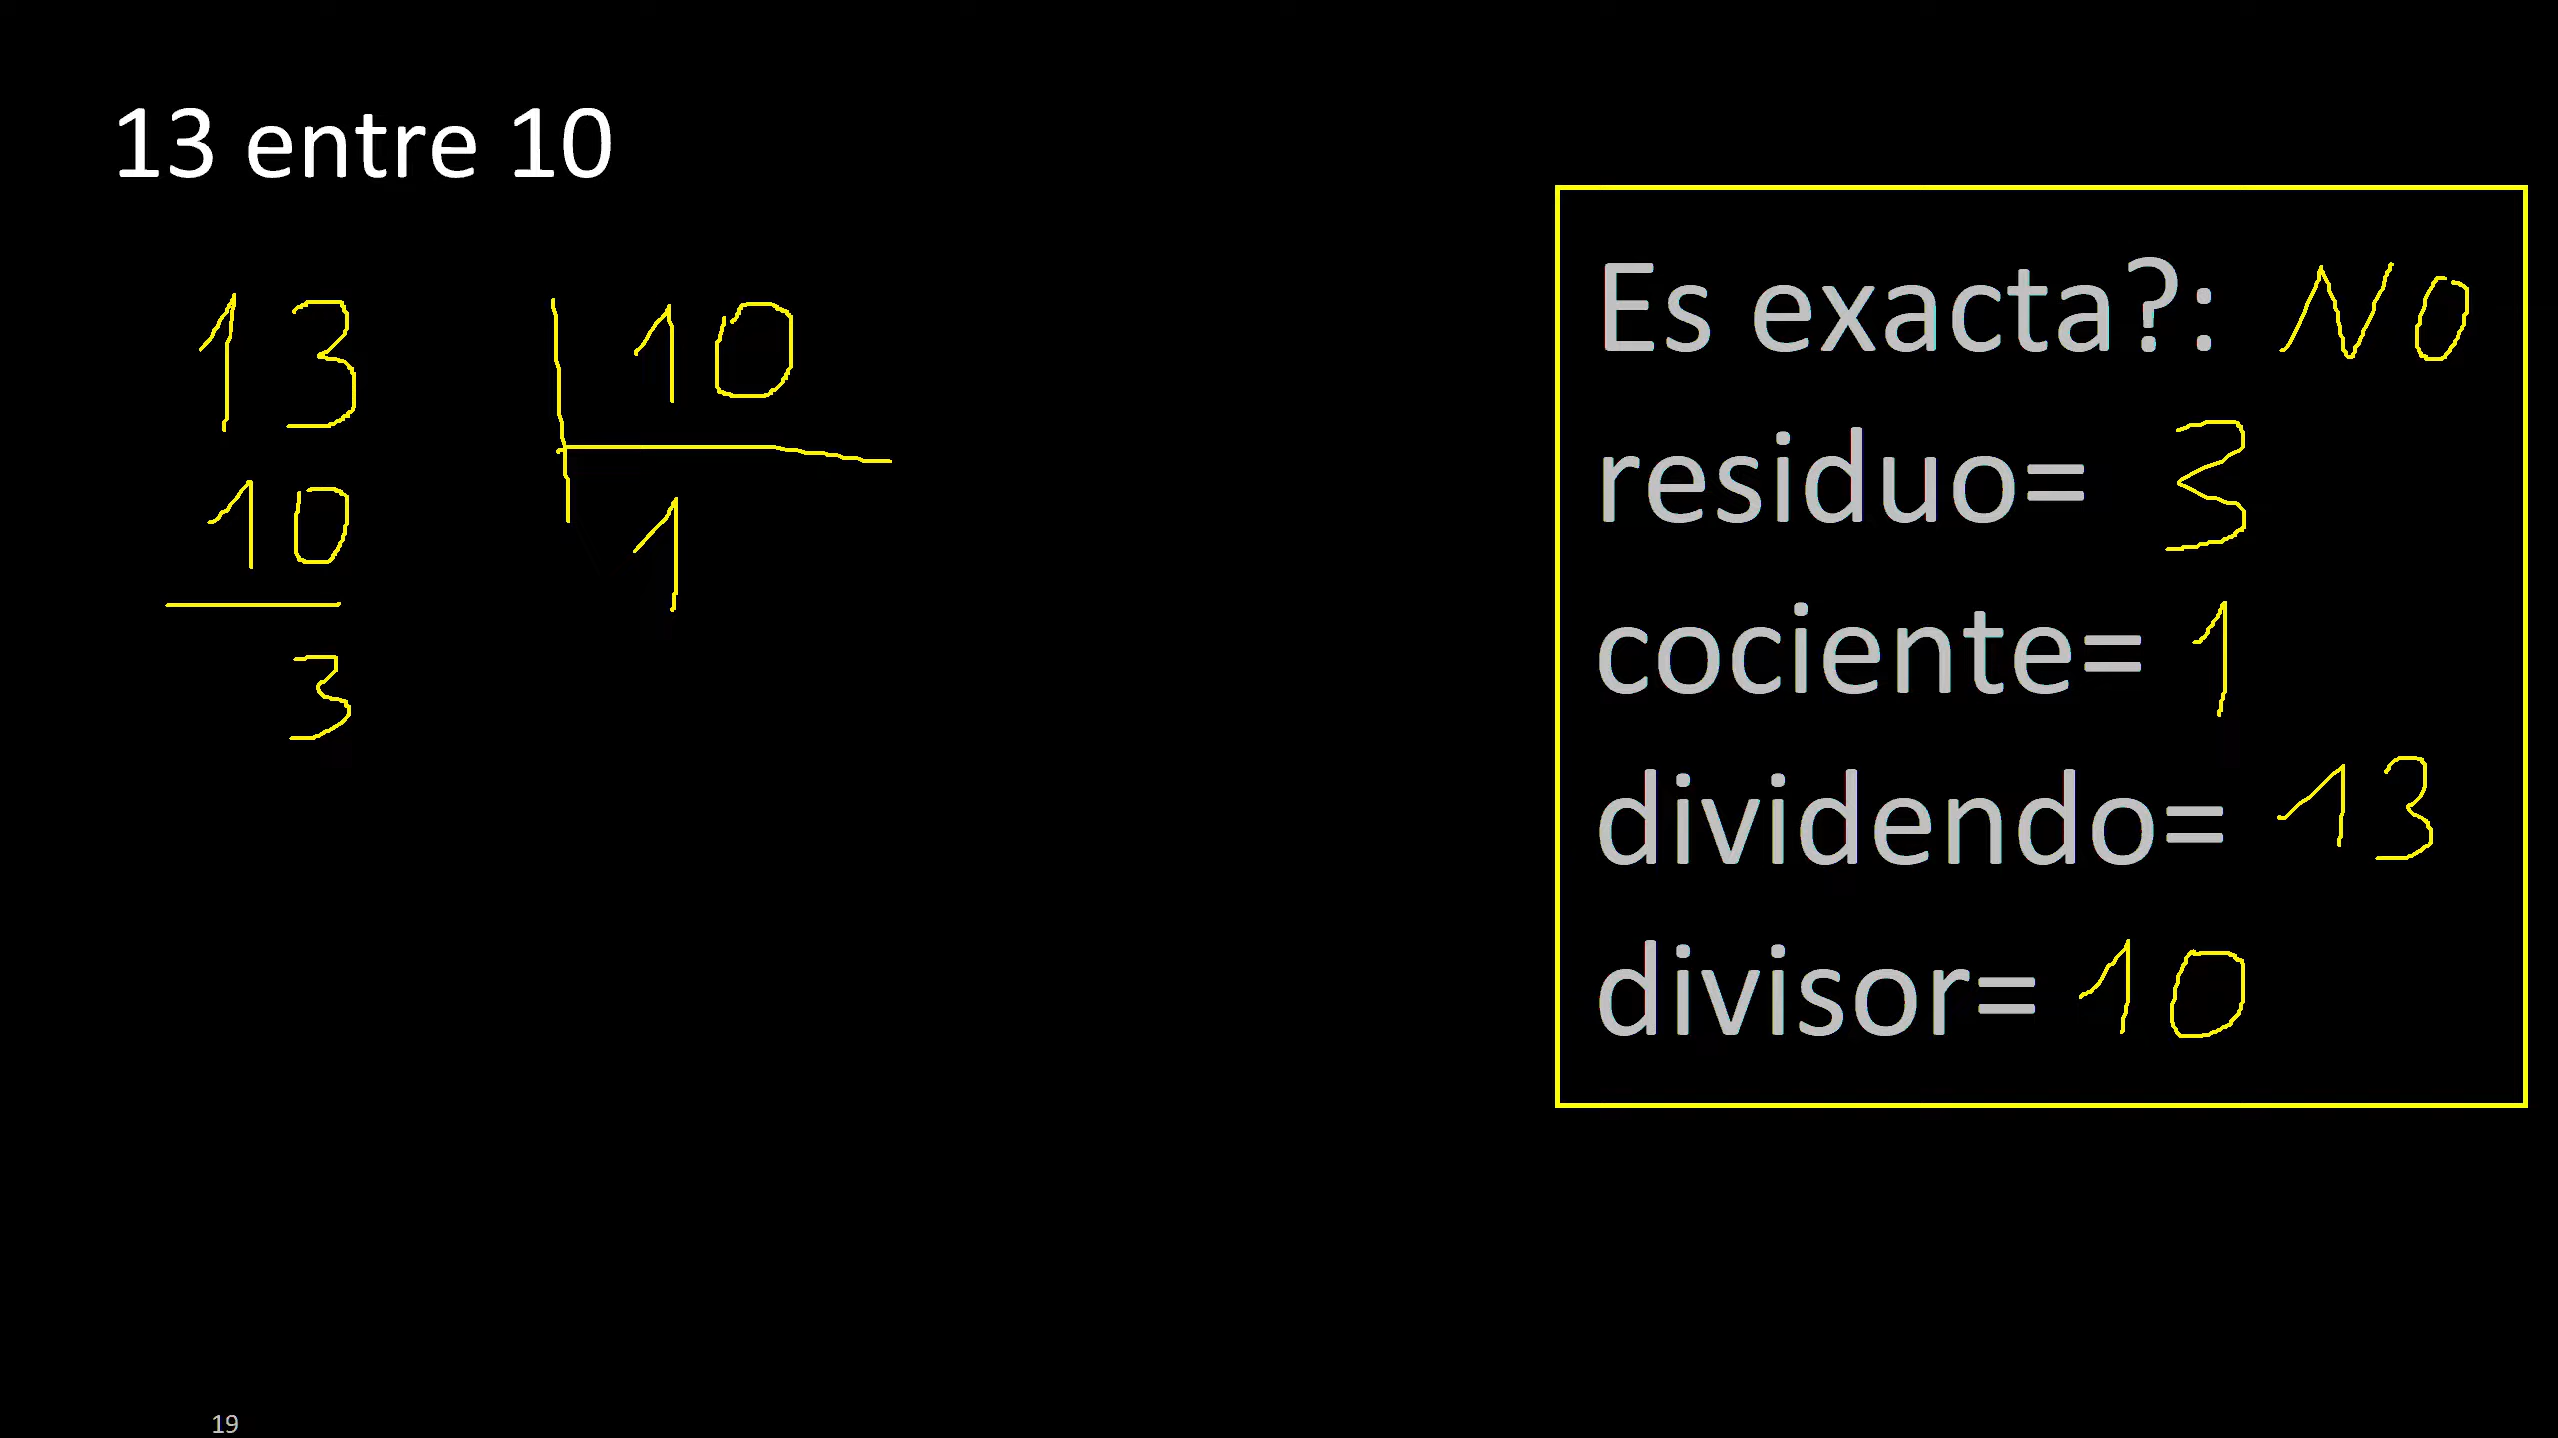 13 entre 10
13 10
10 1
3
Es exacta?: NO
residuo= 3
cociente= 1
dividendo= 13
divisor= 10
19